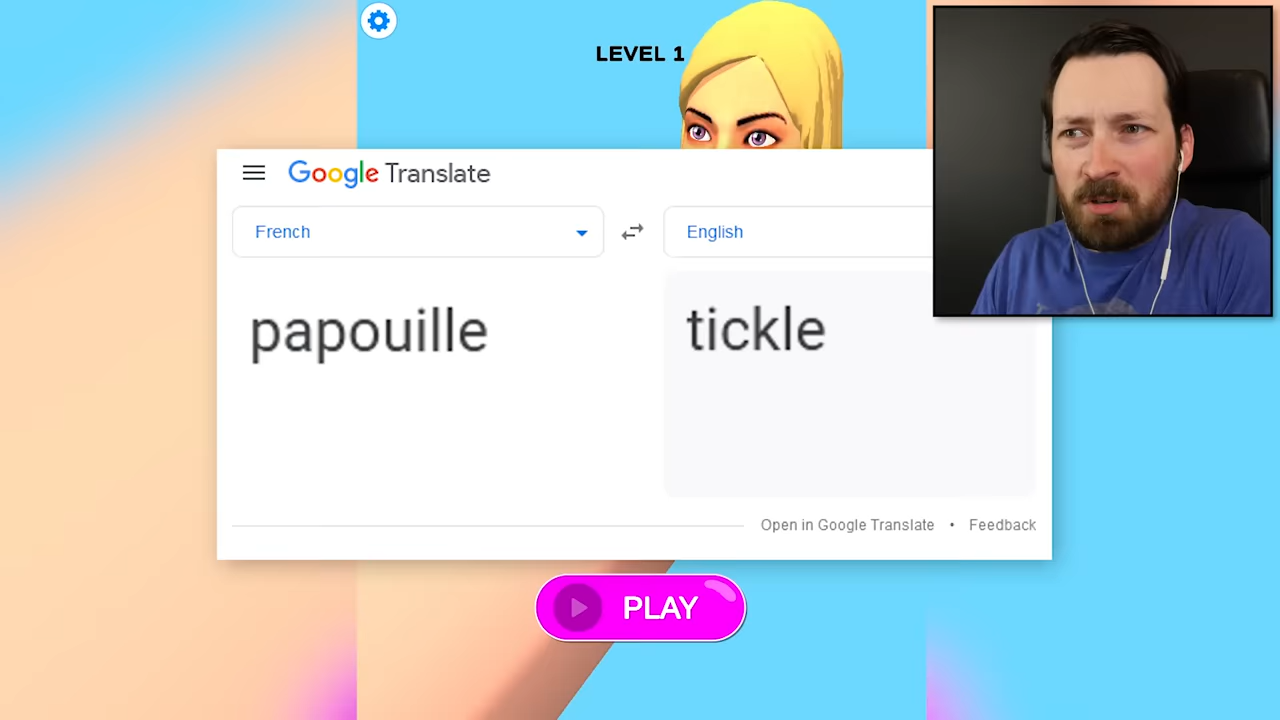 LEVEL 1
Google Translate
French
English
papouille
tickle
Open in Google Translate • Feedback
PLAY